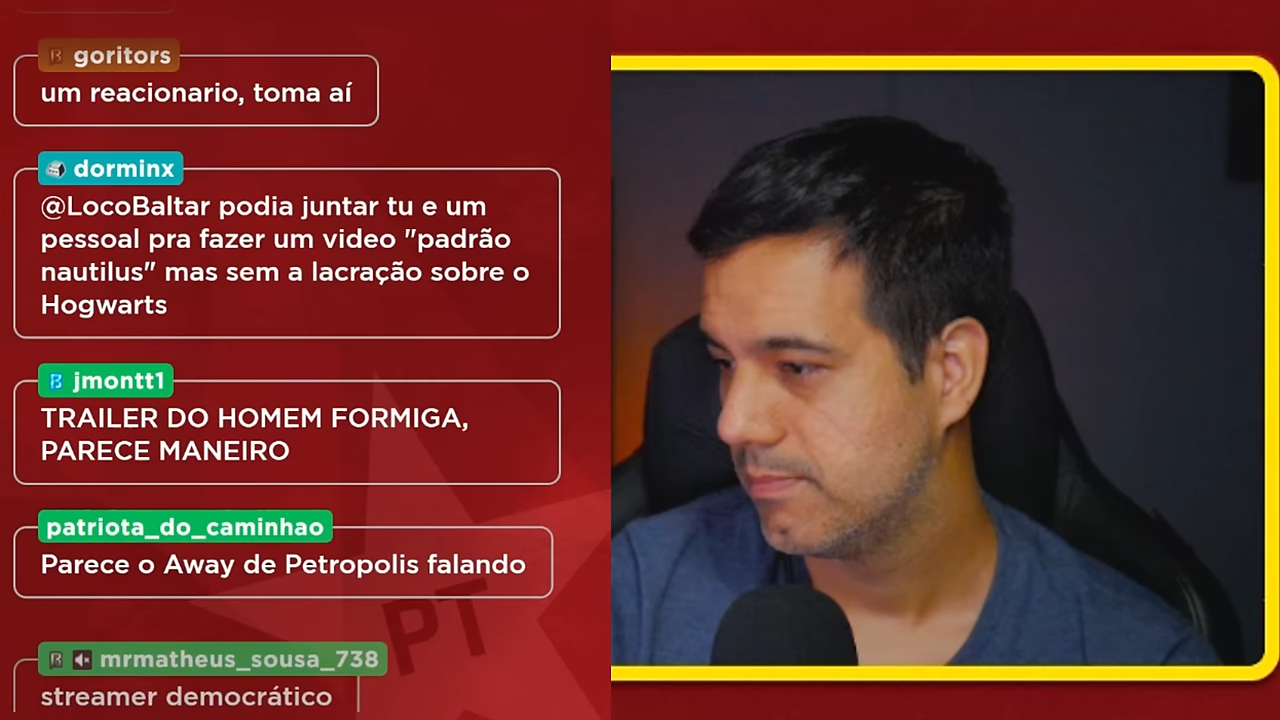 goritors
um reacionario, toma aí
dorminx
@LocoBaltar podia juntar tu e um
pessoal pra fazer um video "padrão
nautilus" mas sem a lacração sobre o
Hogwarts
jmontt1
TRAILER DO HOMEM FORMIGA,
PARECE MANEIRO
patriota_do_caminhao
Parece o Away de Petropolis falando
PT
mrmatheus_sousa_738
streamer democrático